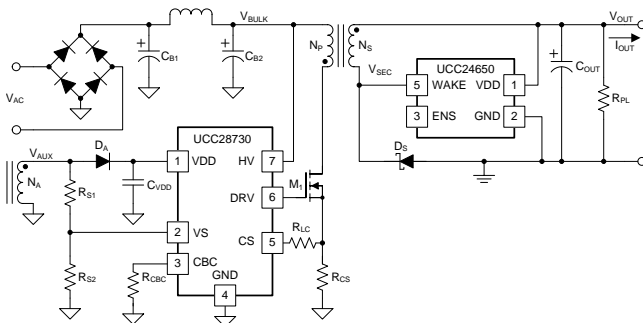 VBULK
VOUT
IOUT
CB1
CB2
NP
NS
VSEC
UCC24650
5 WAKE VDD 1
3 ENS GND 2
COUT
RPL
VAC
UCC28730
VAUX
DA
DS
NA
1 VDD HV 7
CVDD
M1
RS1
DRV 6
2 VS
CS 5
RLC
3 CBC
RS2
RCBC
GND
4
RCS